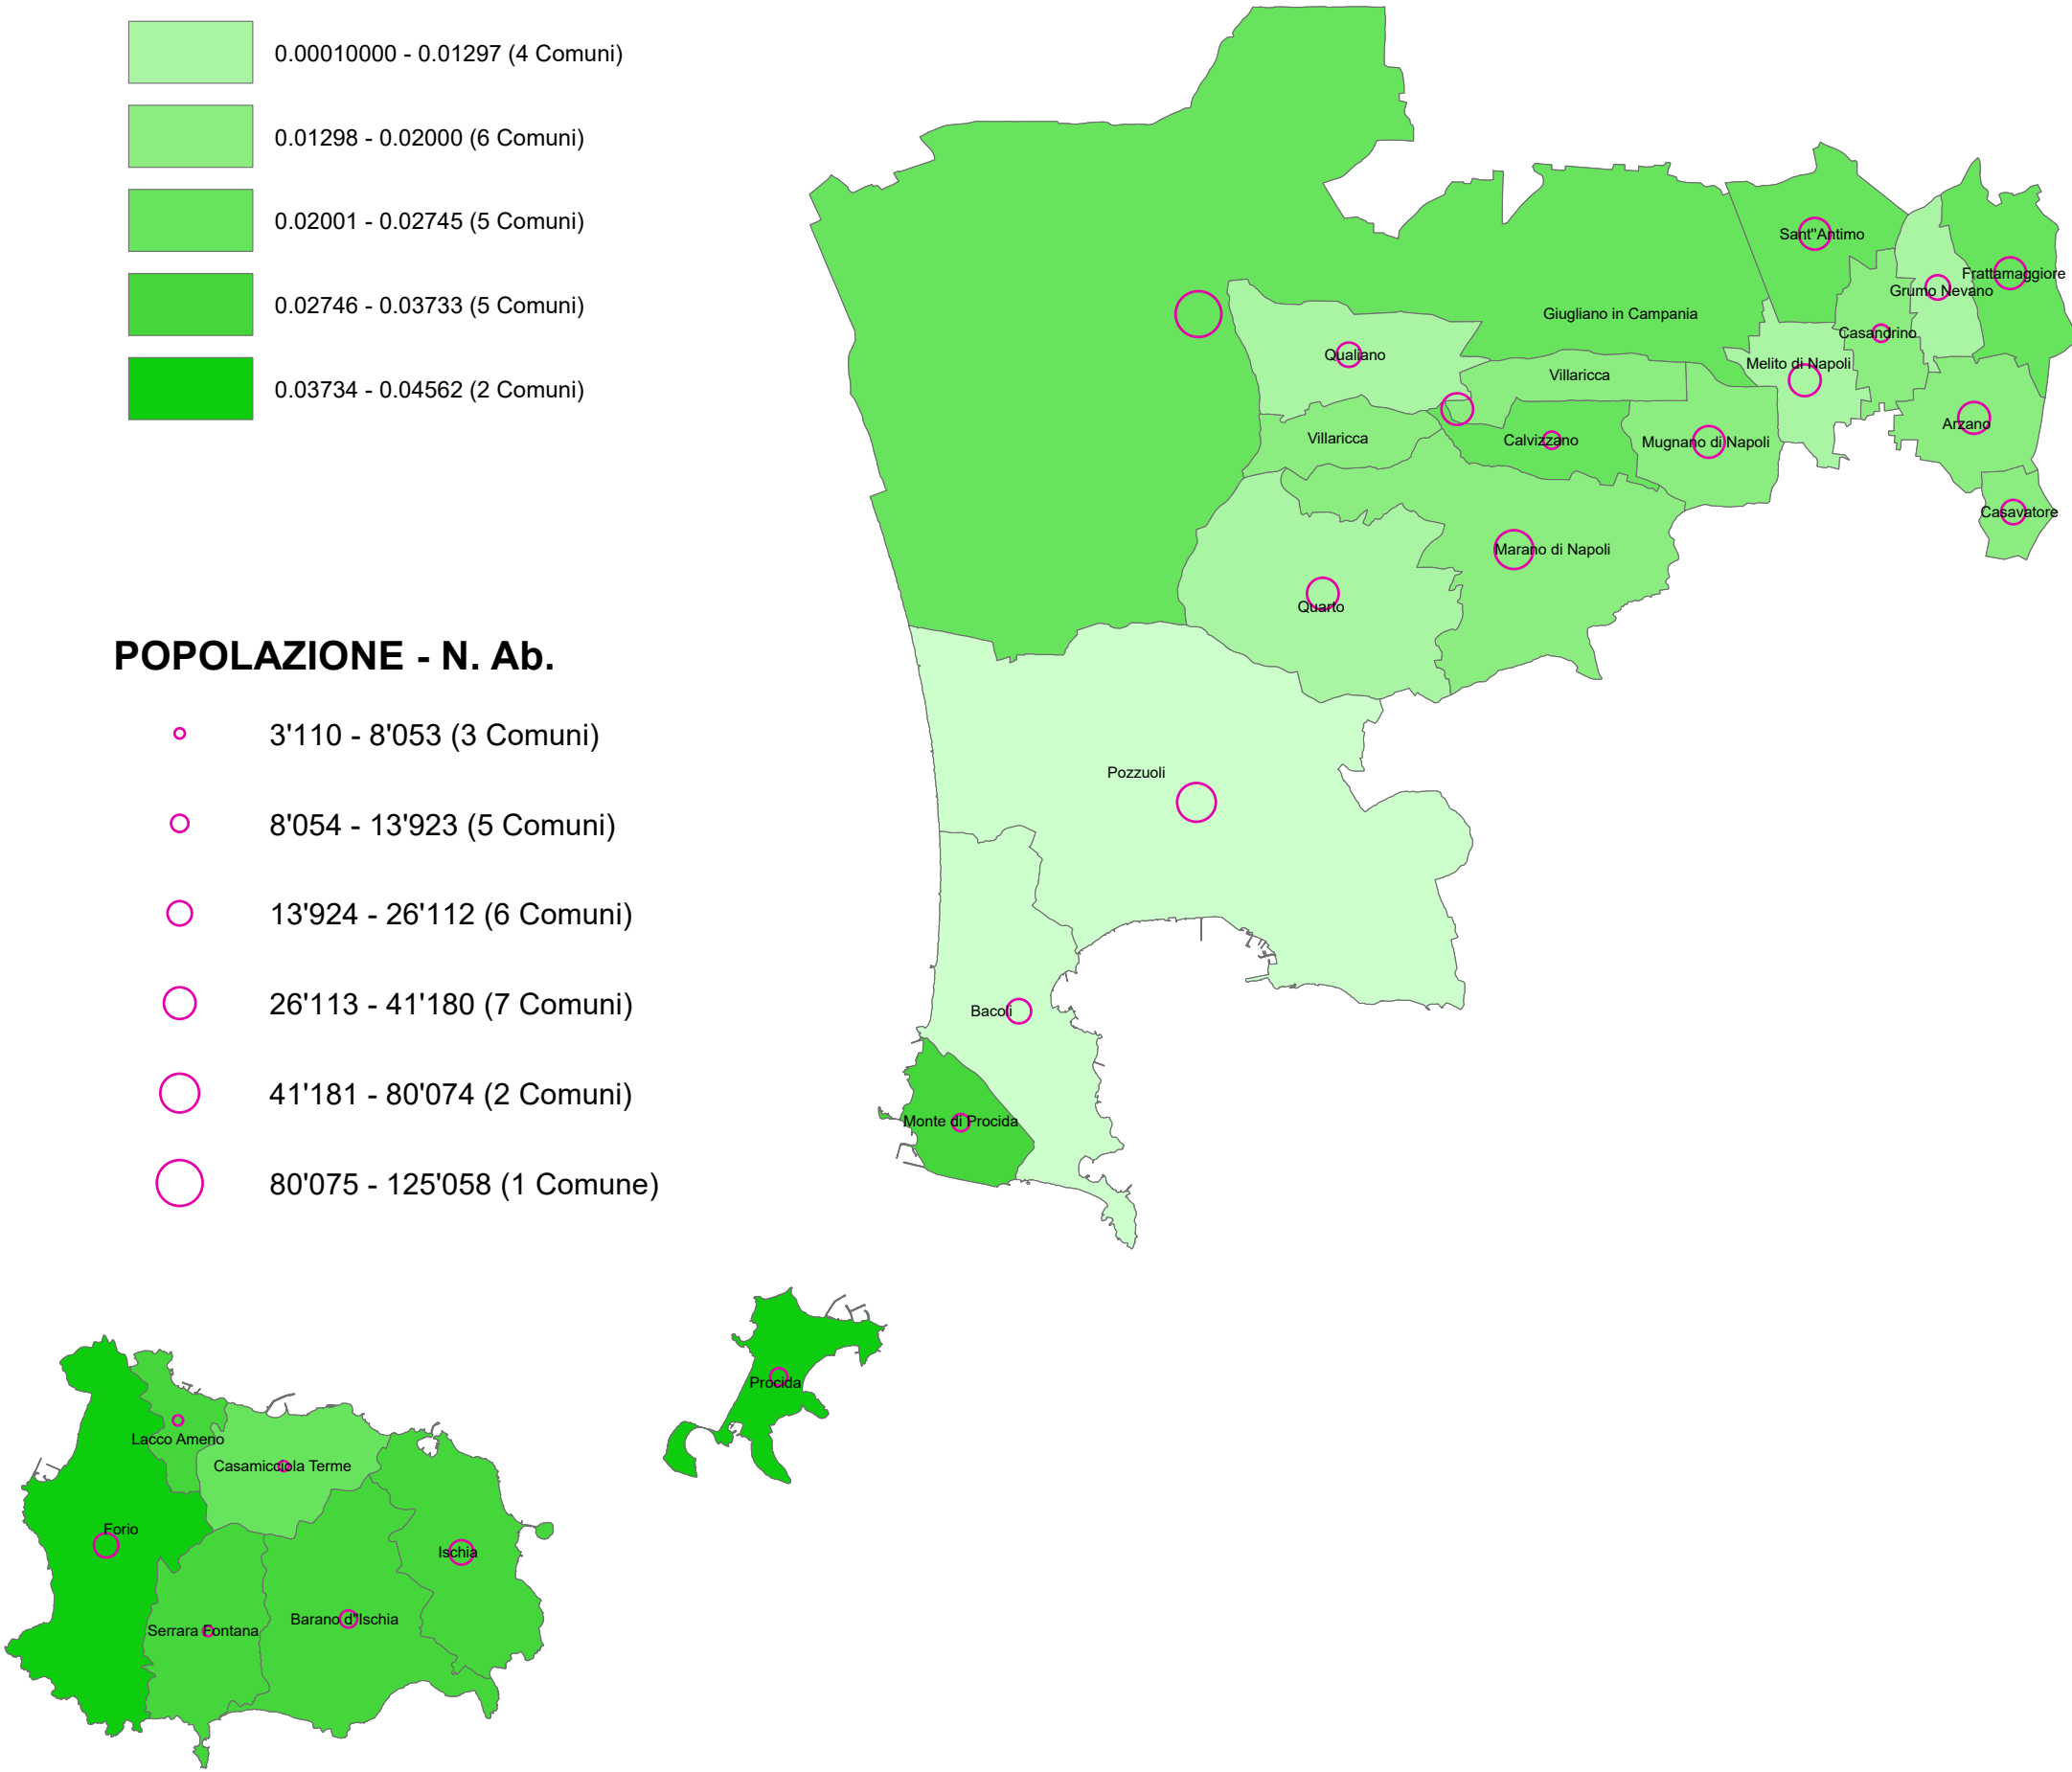 0.00010000 - 0.01297 (4 Comuni)
0.01298 - 0.02000 (6 Comuni)
0.02001 - 0.02745 (5 Comuni)
0.02746 - 0.03733 (5 Comuni)
0.03734 - 0.04562 (2 Comuni)
POPOLAZIONE - N. Ab.
3'110 - 8'053 (3 Comuni)
8'054 - 13'923 (5 Comuni)
13'924 - 26'112 (6 Comuni)
26'113 - 41'180 (7 Comuni)
41'181 - 80'074 (2 Comuni)
80'075 - 125'058 (1 Comune)
Sant''Antimo
Frattamaggiore
Grumo Nevano
Giugliano in Campania
Casandrino
Qualiano
Melito di Napoli
Villaricca
Arzano
Villaricca
Calvizzano
Mugnano di Napoli
Casavatore
Marano di Napoli
Quarto
Pozzuoli
Bacoli
Monte di Procida
Procida
Lacco Ameno
Casamicciola Terme
Forio
Ischia
Barano d''Ischia
Serrara Fontana